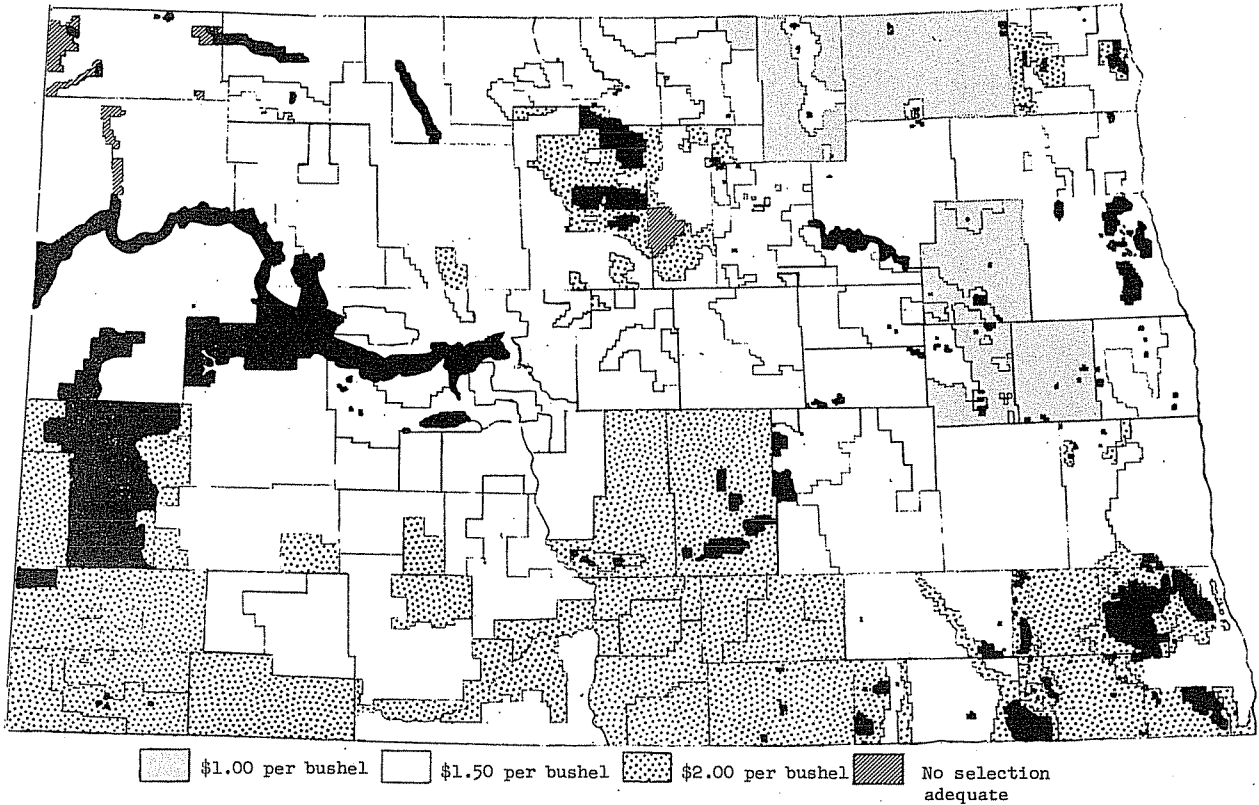 $1.00 per bushel
$1.50 per bushel
$2.00 per bushel
No selection
adequate